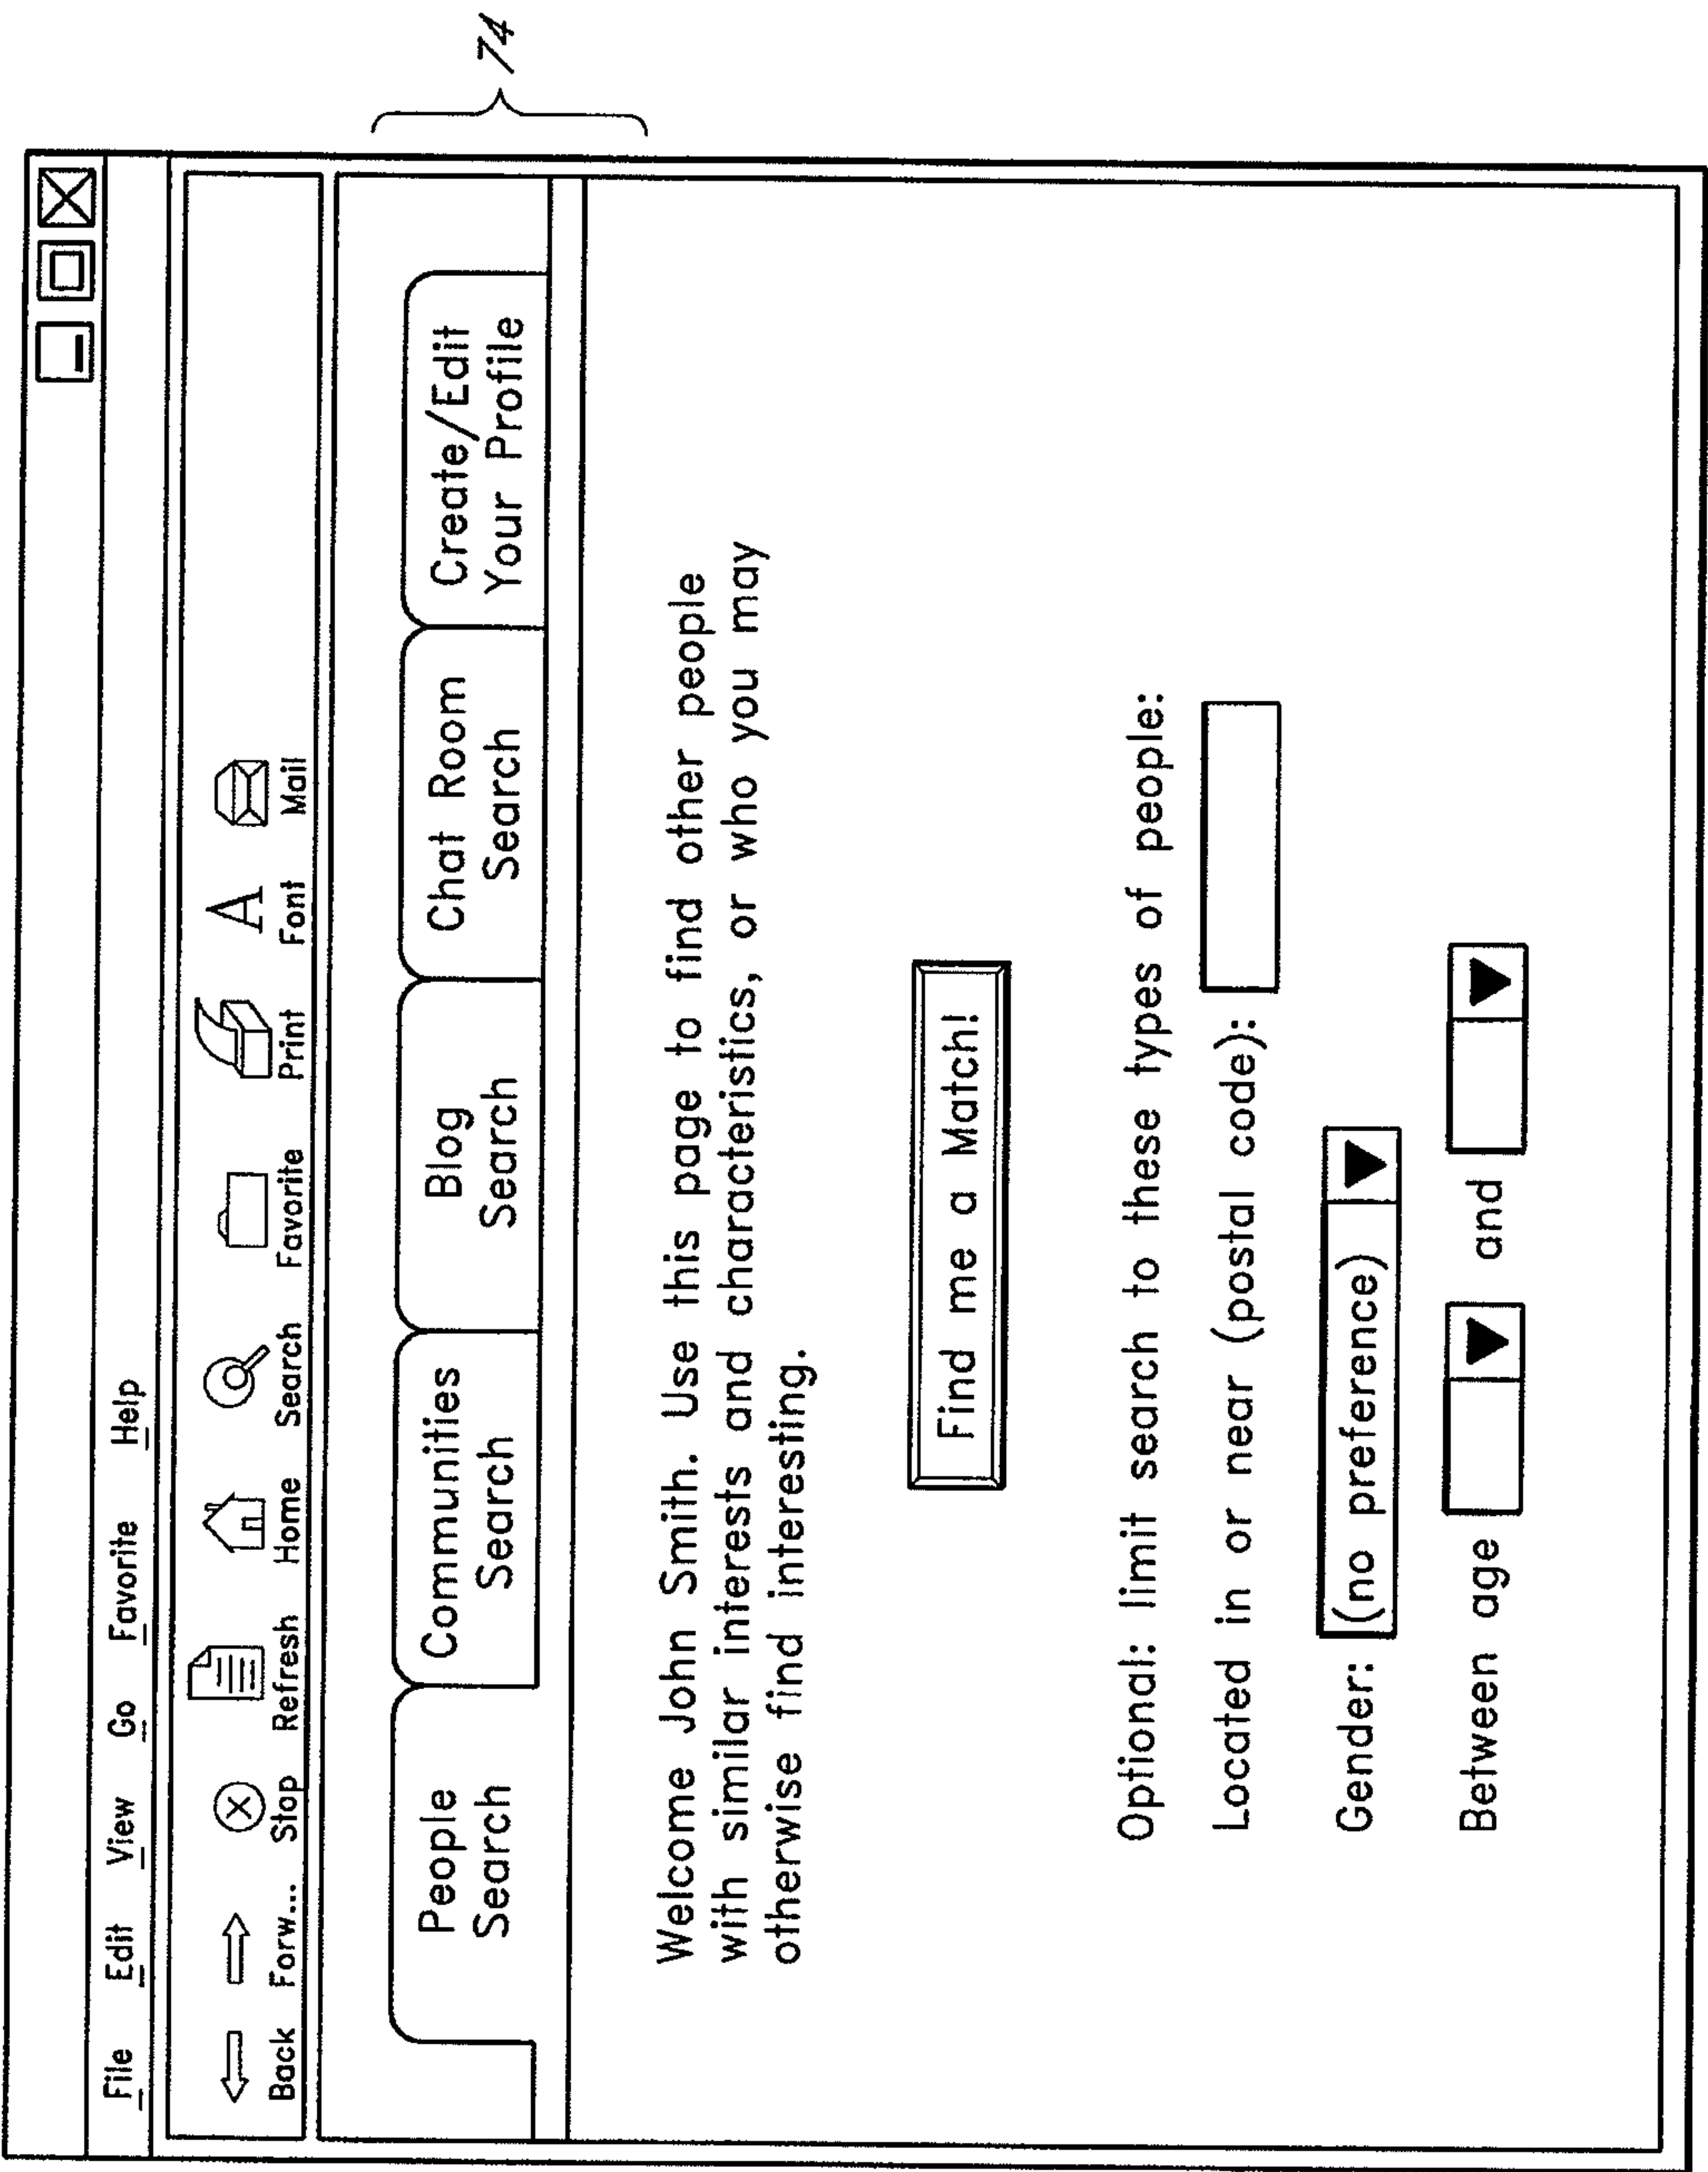 File Edit View Go Favorite Help
Back Forw... Stop Refresh Home Search Favorite Print Font Mail
People Search
Communities Search
Blog Search
Chat Room Search
Create/Edit Your Profile
74
Welcome John Smith. Use this page to find other people
with similar interests and characteristics, or who you may
otherwise find interesting.
Find me a Match!
Optional: limit search to these types of people:
Located in or near (postal code):
Gender: (no preference)
Between age and